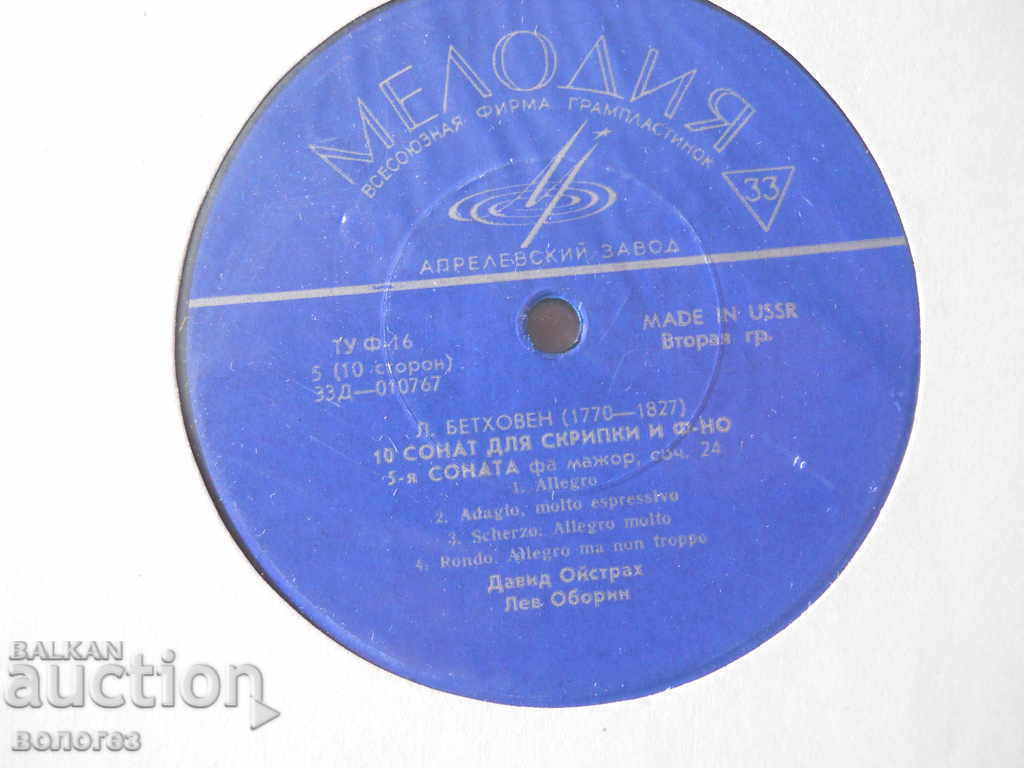 МЕЛОДИЯ
ВСЕСОЮЗНАЯ ФИРМА ГРАМПЛАСТИНОК
33
АПРЕЛЕВСКИЙ ЗАВОД
ТУ Ф-16
5 (10 сторон)
33Д—010767
MADE IN USSR
Вторая гр.
Л. БЕТХОВЕН (1770—1827)
10 СОНАТ ДЛЯ СКРИПКИ И Ф-НО
5-я СОНАТА фа мажор, соч. 24
1. Allegro
2. Adagio, molto espressivo
3. Scherzo: Allegro molto
4. Rondo. Allegro ma non troppo
Давид Ойстрах
Лев Оборин
BALKAN
auction
волог63